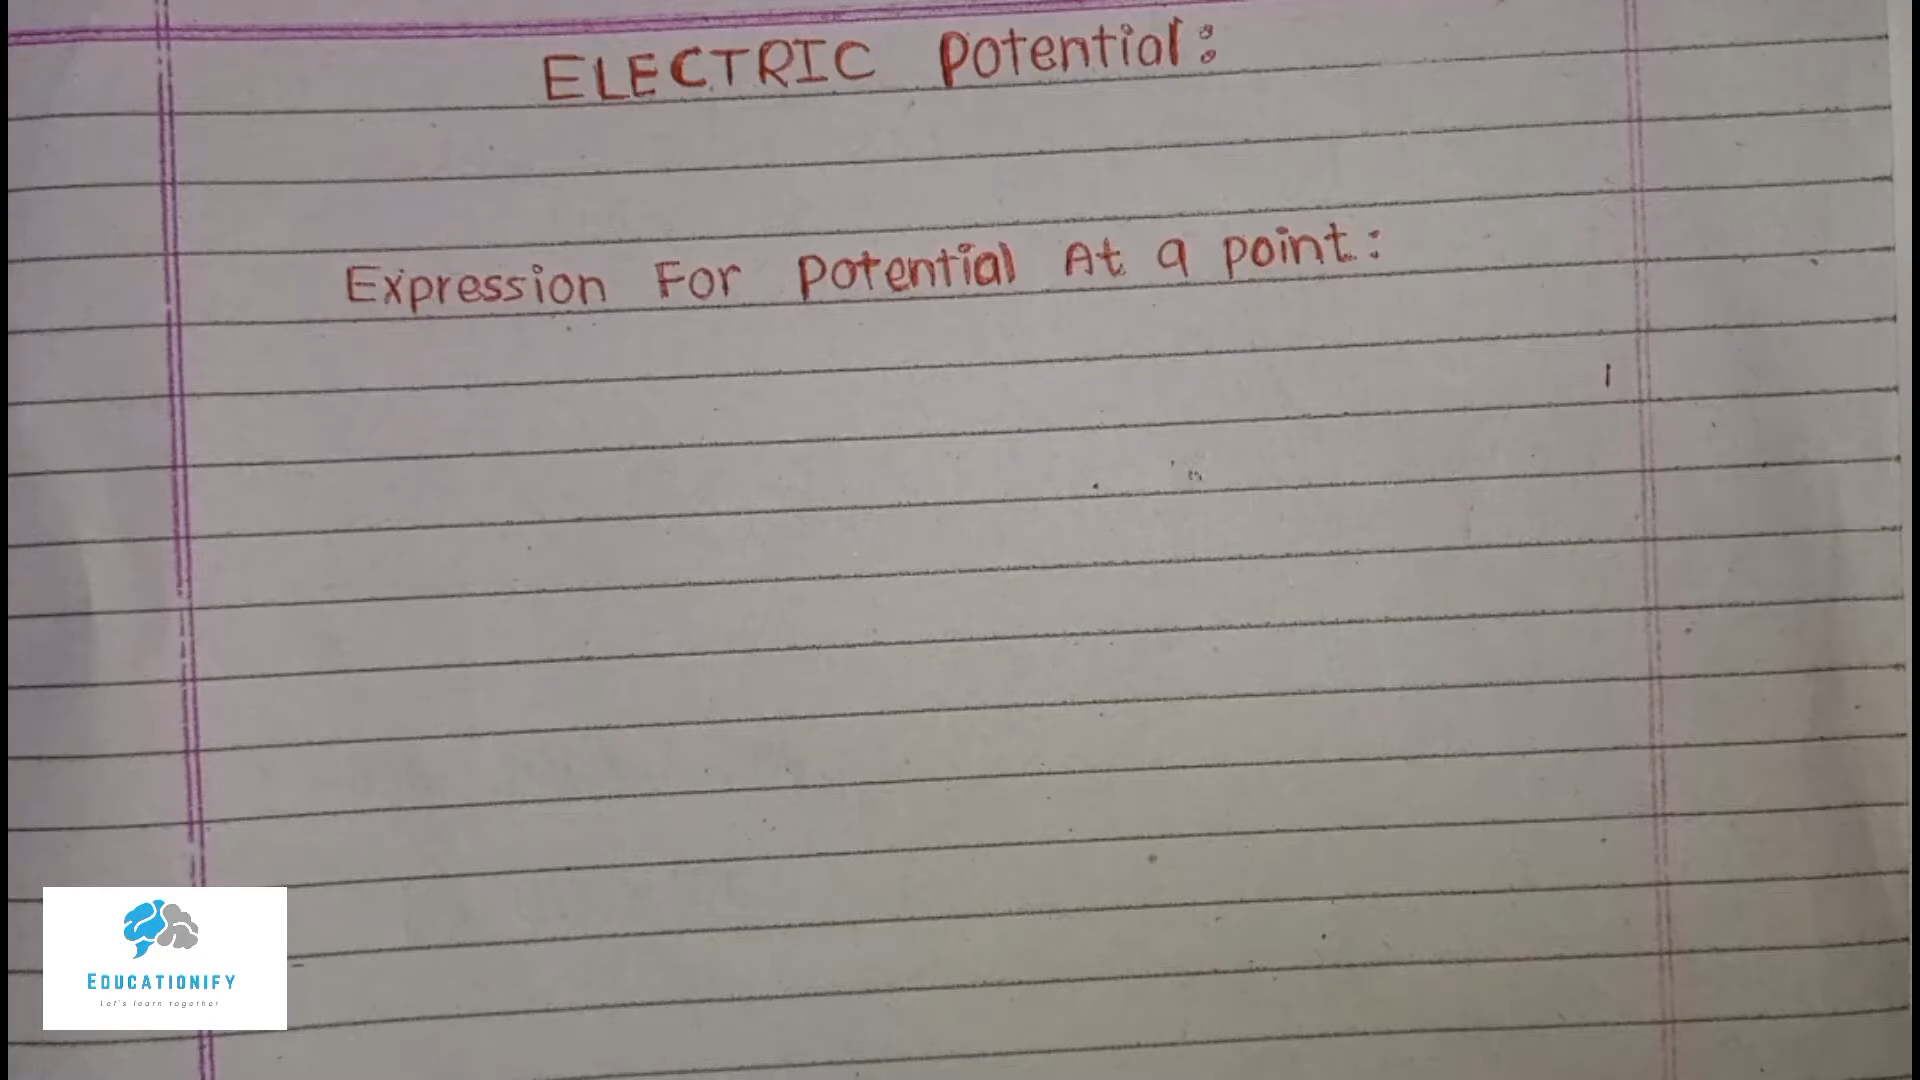 ELECTRIC Potential:
Expression For Potential At a point:
EDUCATIONIFY
Let's learn together